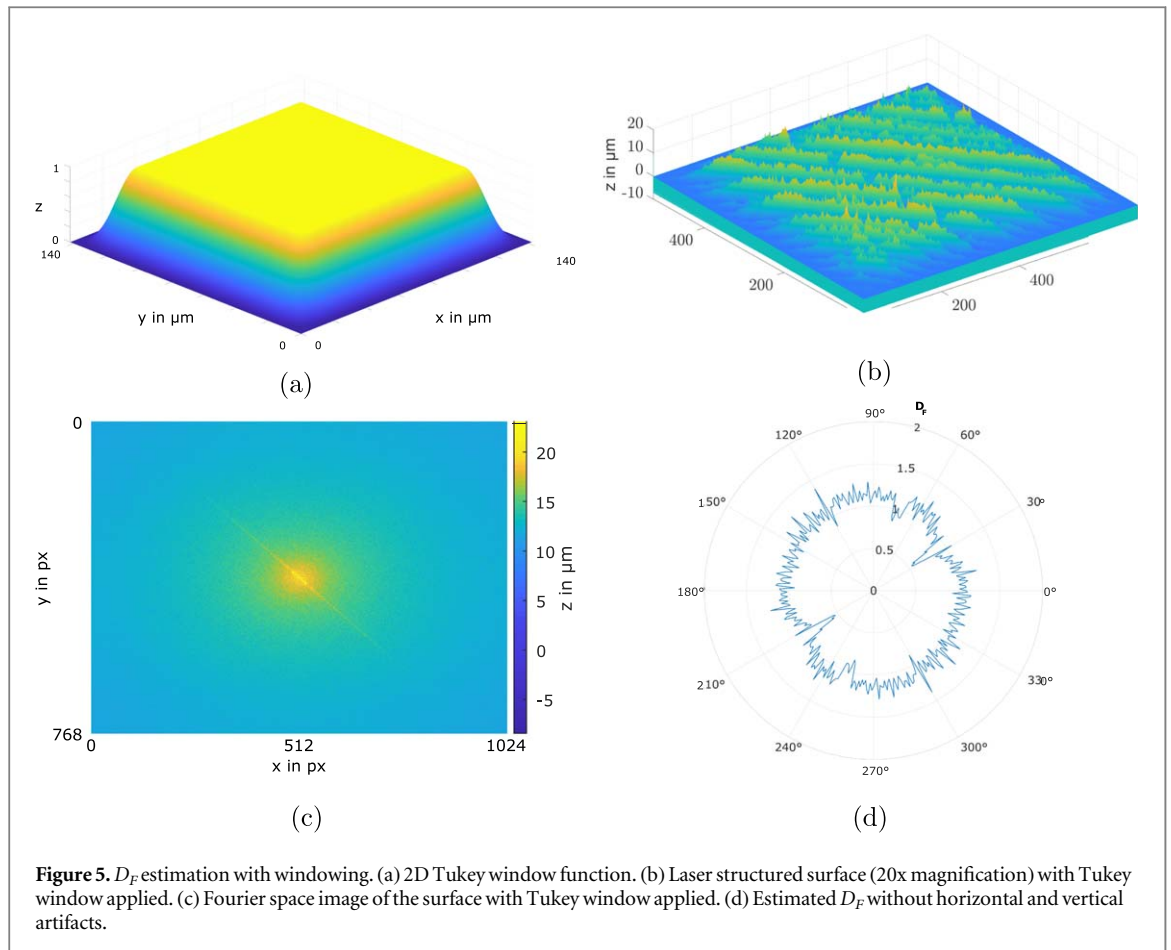 1
z
0
140
140
y in µm
x in µm
0
0
(a)
20
10
0
-10
z in µm
400
200
400
200
(b)
0
768
y in px
0
512
1024
x in px
20
15
10
5
0
-5
z in µm
(c)
D_F
90°
2
120°
60°
1.5
150°
30°
1
0.5
180°
0
0°
210°
330°
240°
300°
270°
(d)
Figure 5. D_F estimation with windowing. (a) 2D Tukey window function. (b) Laser structured surface (20x magnification) with Tukey
window applied. (c) Fourier space image of the surface with Tukey window applied. (d) Estimated D_F without horizontal and vertical
artifacts.